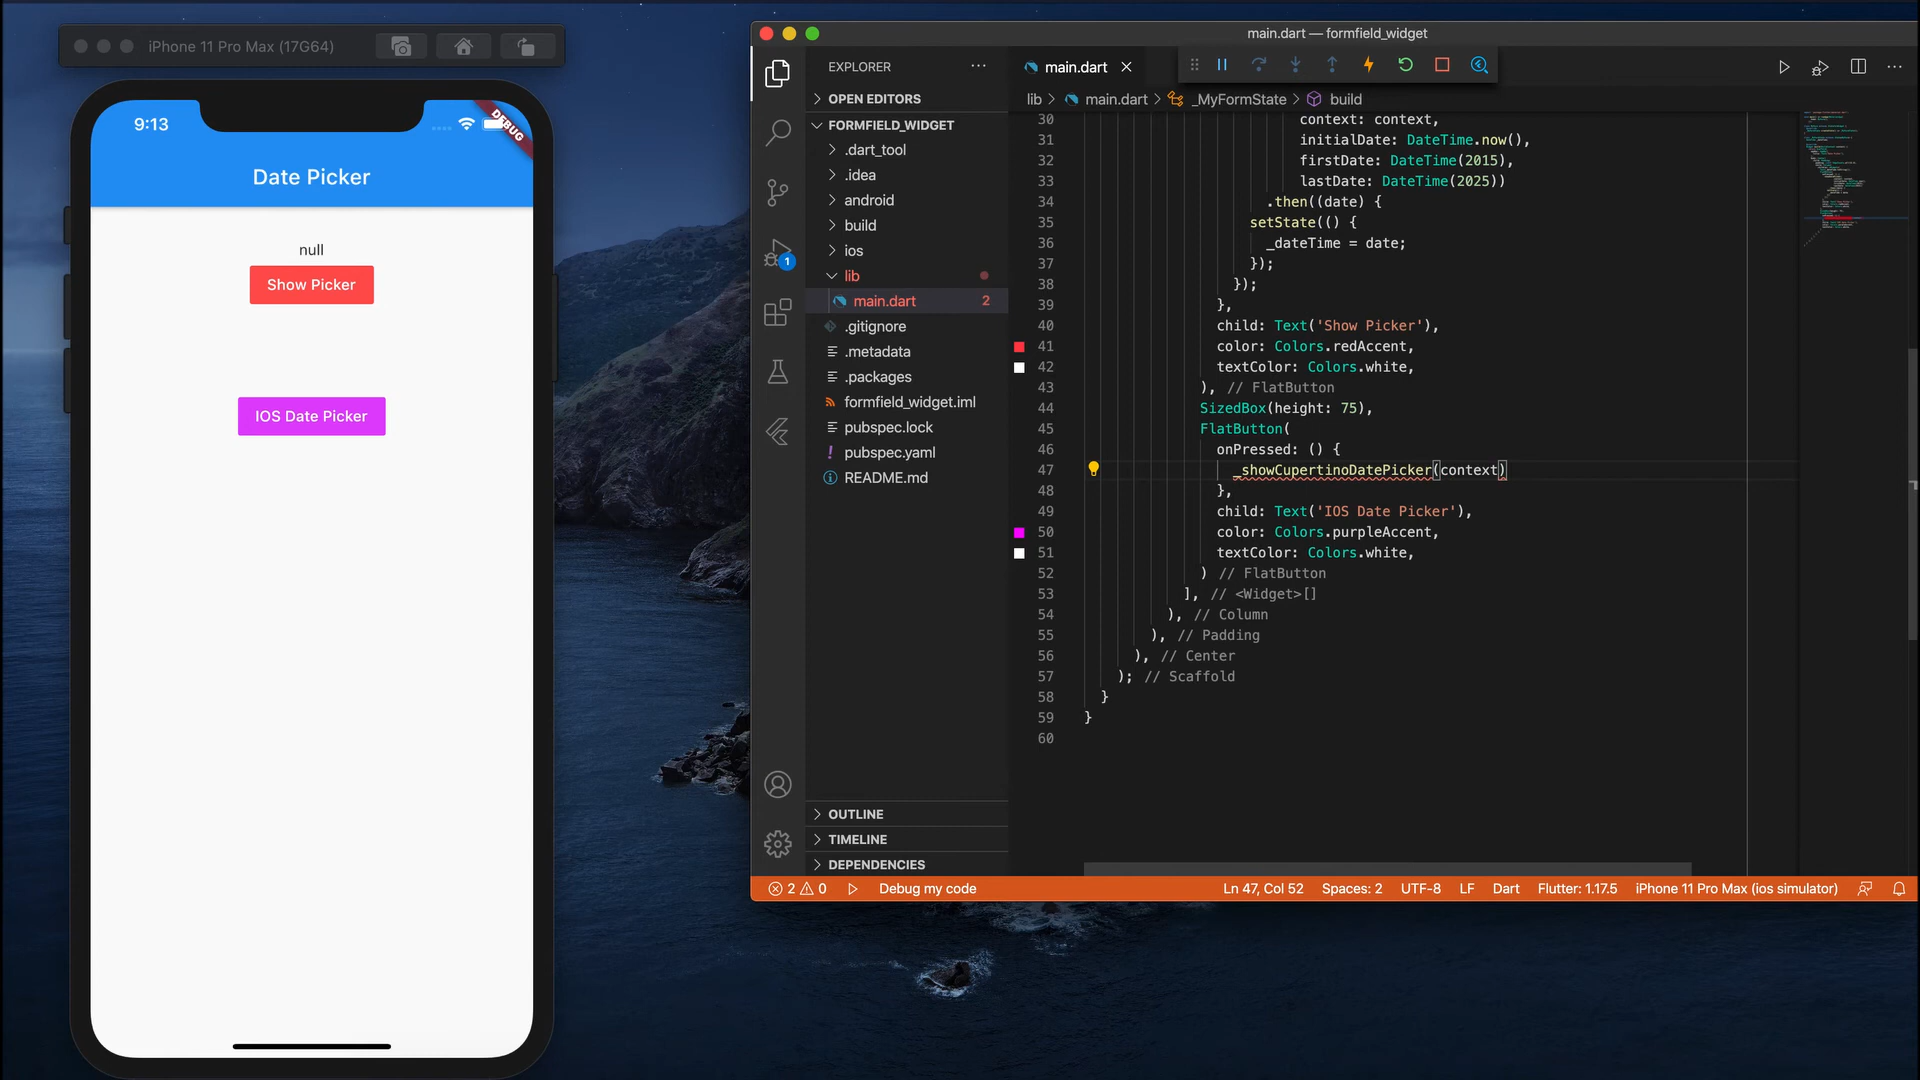 iPhone 11 Pro Max (17G64)
9:13
DEBUG
Date Picker
null
Show Picker
IOS Date Picker
main.dart — formfield_widget
EXPLORER
OPEN EDITORS
FORMFIELD_WIDGET
.dart_tool
.idea
android
build
ios
lib
main.dart 2
.gitignore
.metadata
.packages
formfield_widget.iml
pubspec.lock
pubspec.yaml
README.md
OUTLINE
TIMELINE
DEPENDENCIES
1
main.dart
lib > main.dart > _MyFormState > build
30 context: context,
31 initialDate: DateTime.now(),
32 firstDate: DateTime(2015),
33 lastDate: DateTime(2025))
34 .then((date) {
35 setState(() {
36 _dateTime = date;
37 });
38 });
39 },
40 child: Text('Show Picker'),
41 color: Colors.redAccent,
42 textColor: Colors.white,
43 ), // FlatButton
44 SizedBox(height: 75),
45 FlatButton(
46 onPressed: () {
47 _showCupertinoDatePicker(context)
48 },
49 child: Text('IOS Date Picker'),
50 color: Colors.purpleAccent,
51 textColor: Colors.white,
52 ) // FlatButton
53 ], // <Widget>[]
54 ), // Column
55 ), // Padding
56 ), // Center
57 ); // Scaffold
58 }
59 }
60
2 0 Debug my code Ln 47, Col 52 Spaces: 2 UTF-8 LF Dart Flutter: 1.17.5 iPhone 11 Pro Max (ios simulator)